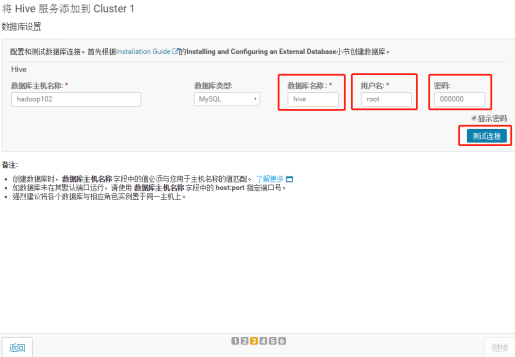 将 Hive 服务添加到 Cluster 1
数据库设置
配置和测试数据库连接。首先根据Installation Guide 的Installing and Configuring an External Database小节创建数据库。
Hive
数据库主机名称: * 数据库类型: 数据库名称: * 用户名: * 密码:
hadoop102 MySQL hive root 000000
显示密码
测试连接
备注:
创建数据库时，数据库主机名称 字段中的值必须与您用于主机名称的值匹配。 了解更多
如数据库未在其默认端口运行，请使用 数据库主机名称 字段中的 host:port 指定端口号。
强烈建议将各个数据库与相应角色实例置于同一主机上。
返回 1 2 3 4 5 6 继续